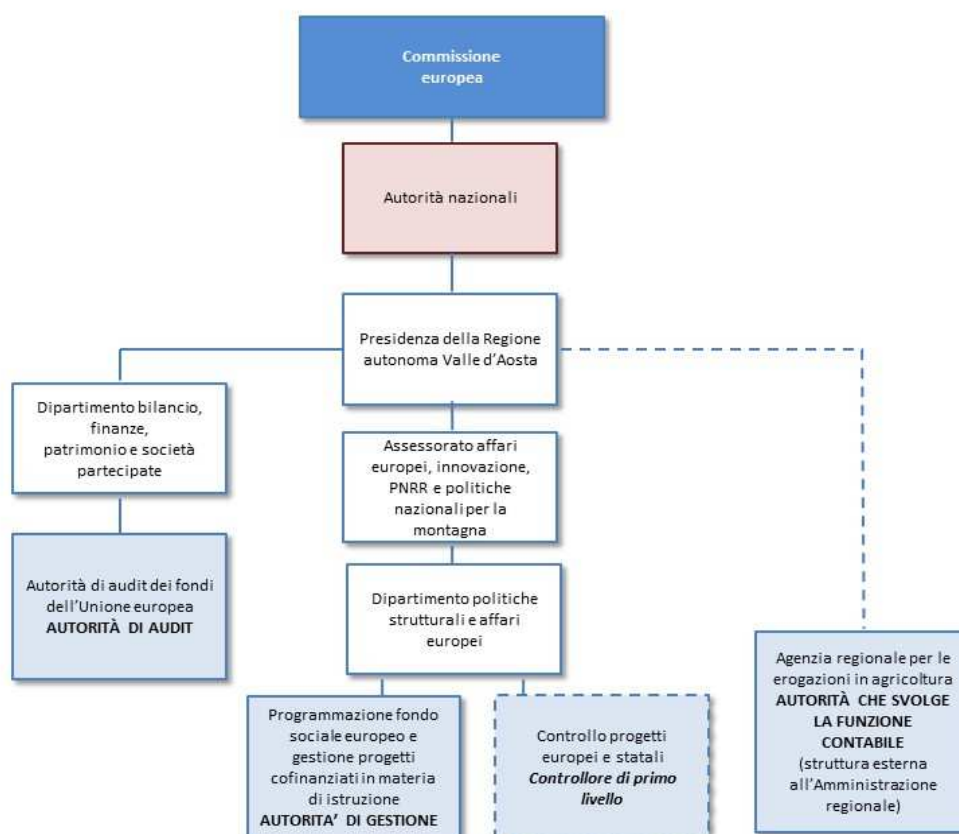 Commissione
europea
Autorità nazionali
Presidenza della Regione
autonoma Valle d’Aosta
Dipartimento bilancio,
finanze,
patrimonio e società
partecipate
Assessorato affari
europei, innovazione,
PNRR e politiche
nazionali per la
montagna
Autorità di audit dei fondi
dell’Unione europea
AUTORITÀ DI AUDIT
Dipartimento politiche
strutturali e affari
europei
Agenzia regionale per le
erogazioni in agricoltura
AUTORITÀ CHE SVOLGE
LA FUNZIONE
CONTABILE
(struttura esterna
all’Amministrazione
regionale)
Programmazione fondo
sociale europeo e
gestione progetti
cofinanziati in materia
di istruzione
AUTORITA’ DI GESTIONE
Controllo progetti
europei e statali
Controllore di primo
livello